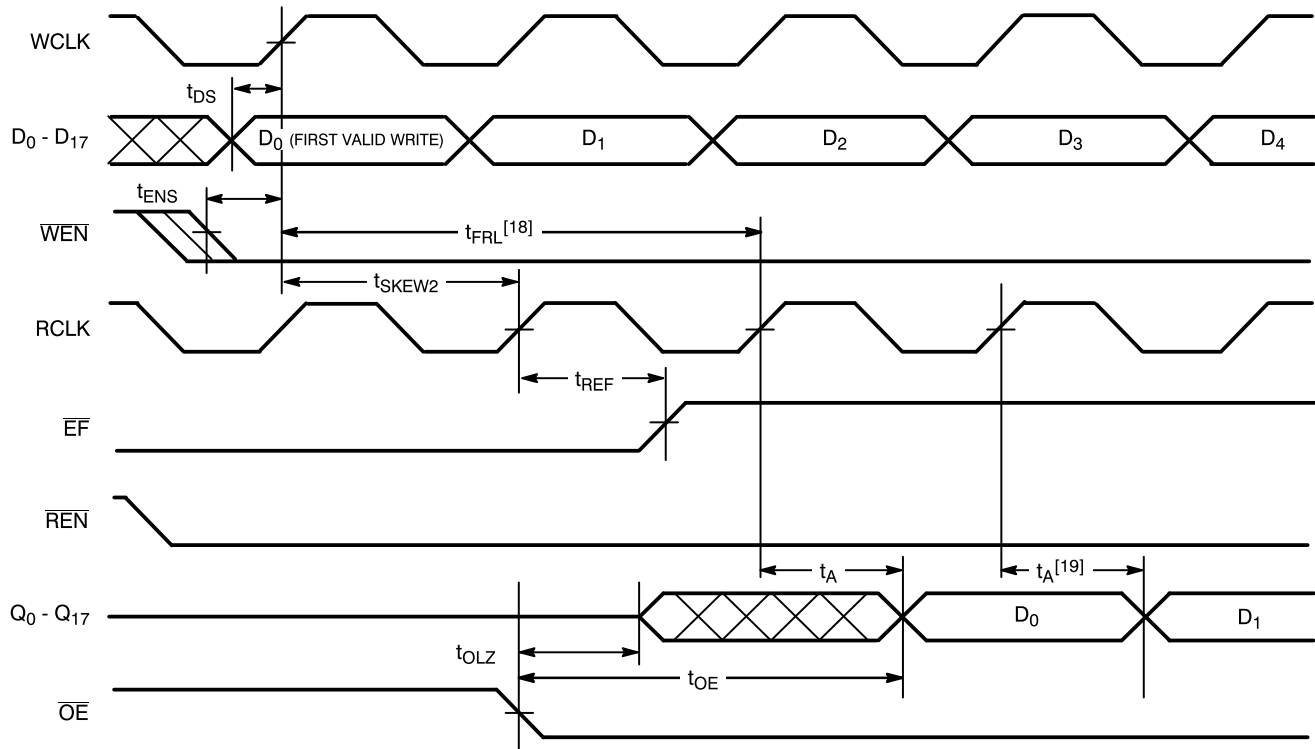 WCLK
tDS
D0 - D17
D0 (FIRST VALID WRITE)
D1
D2
D3
D4
tENS
WEN
tFRL[18]
tSKEW2
RCLK
tREF
EF
REN
tA
tA[19]
Q0 - Q17
D0
D1
tOLZ
tOE
OE